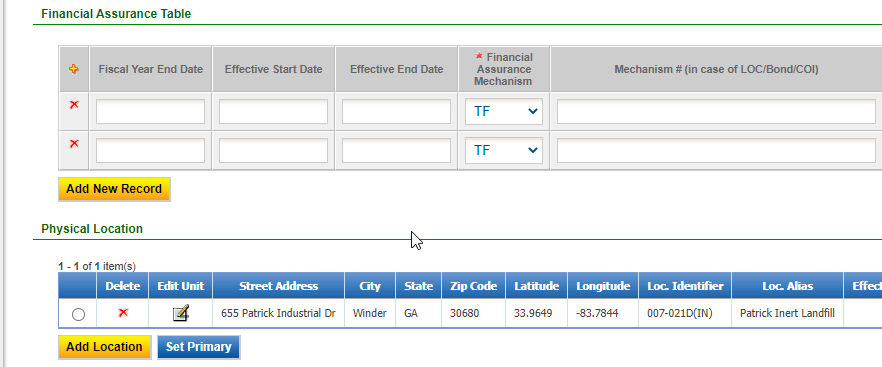 Financial Assurance Table
Fiscal Year End Date Effective Start Date Effective End Date * Financial Assurance Mechanism Mechanism # (in case of LOC/Bond/COI)
TF
TF
Add New Record
Physical Location
1 - 1 of 1 item(s)
Delete Edit Unit Street Address City State Zip Code Latitude Longitude Loc. Identifier Loc. Alias Effect
655 Patrick Industrial Dr Winder GA 30680 33.9649 -83.7844 007-021D(IN) Patrick Inert Landfill
Add Location Set Primary